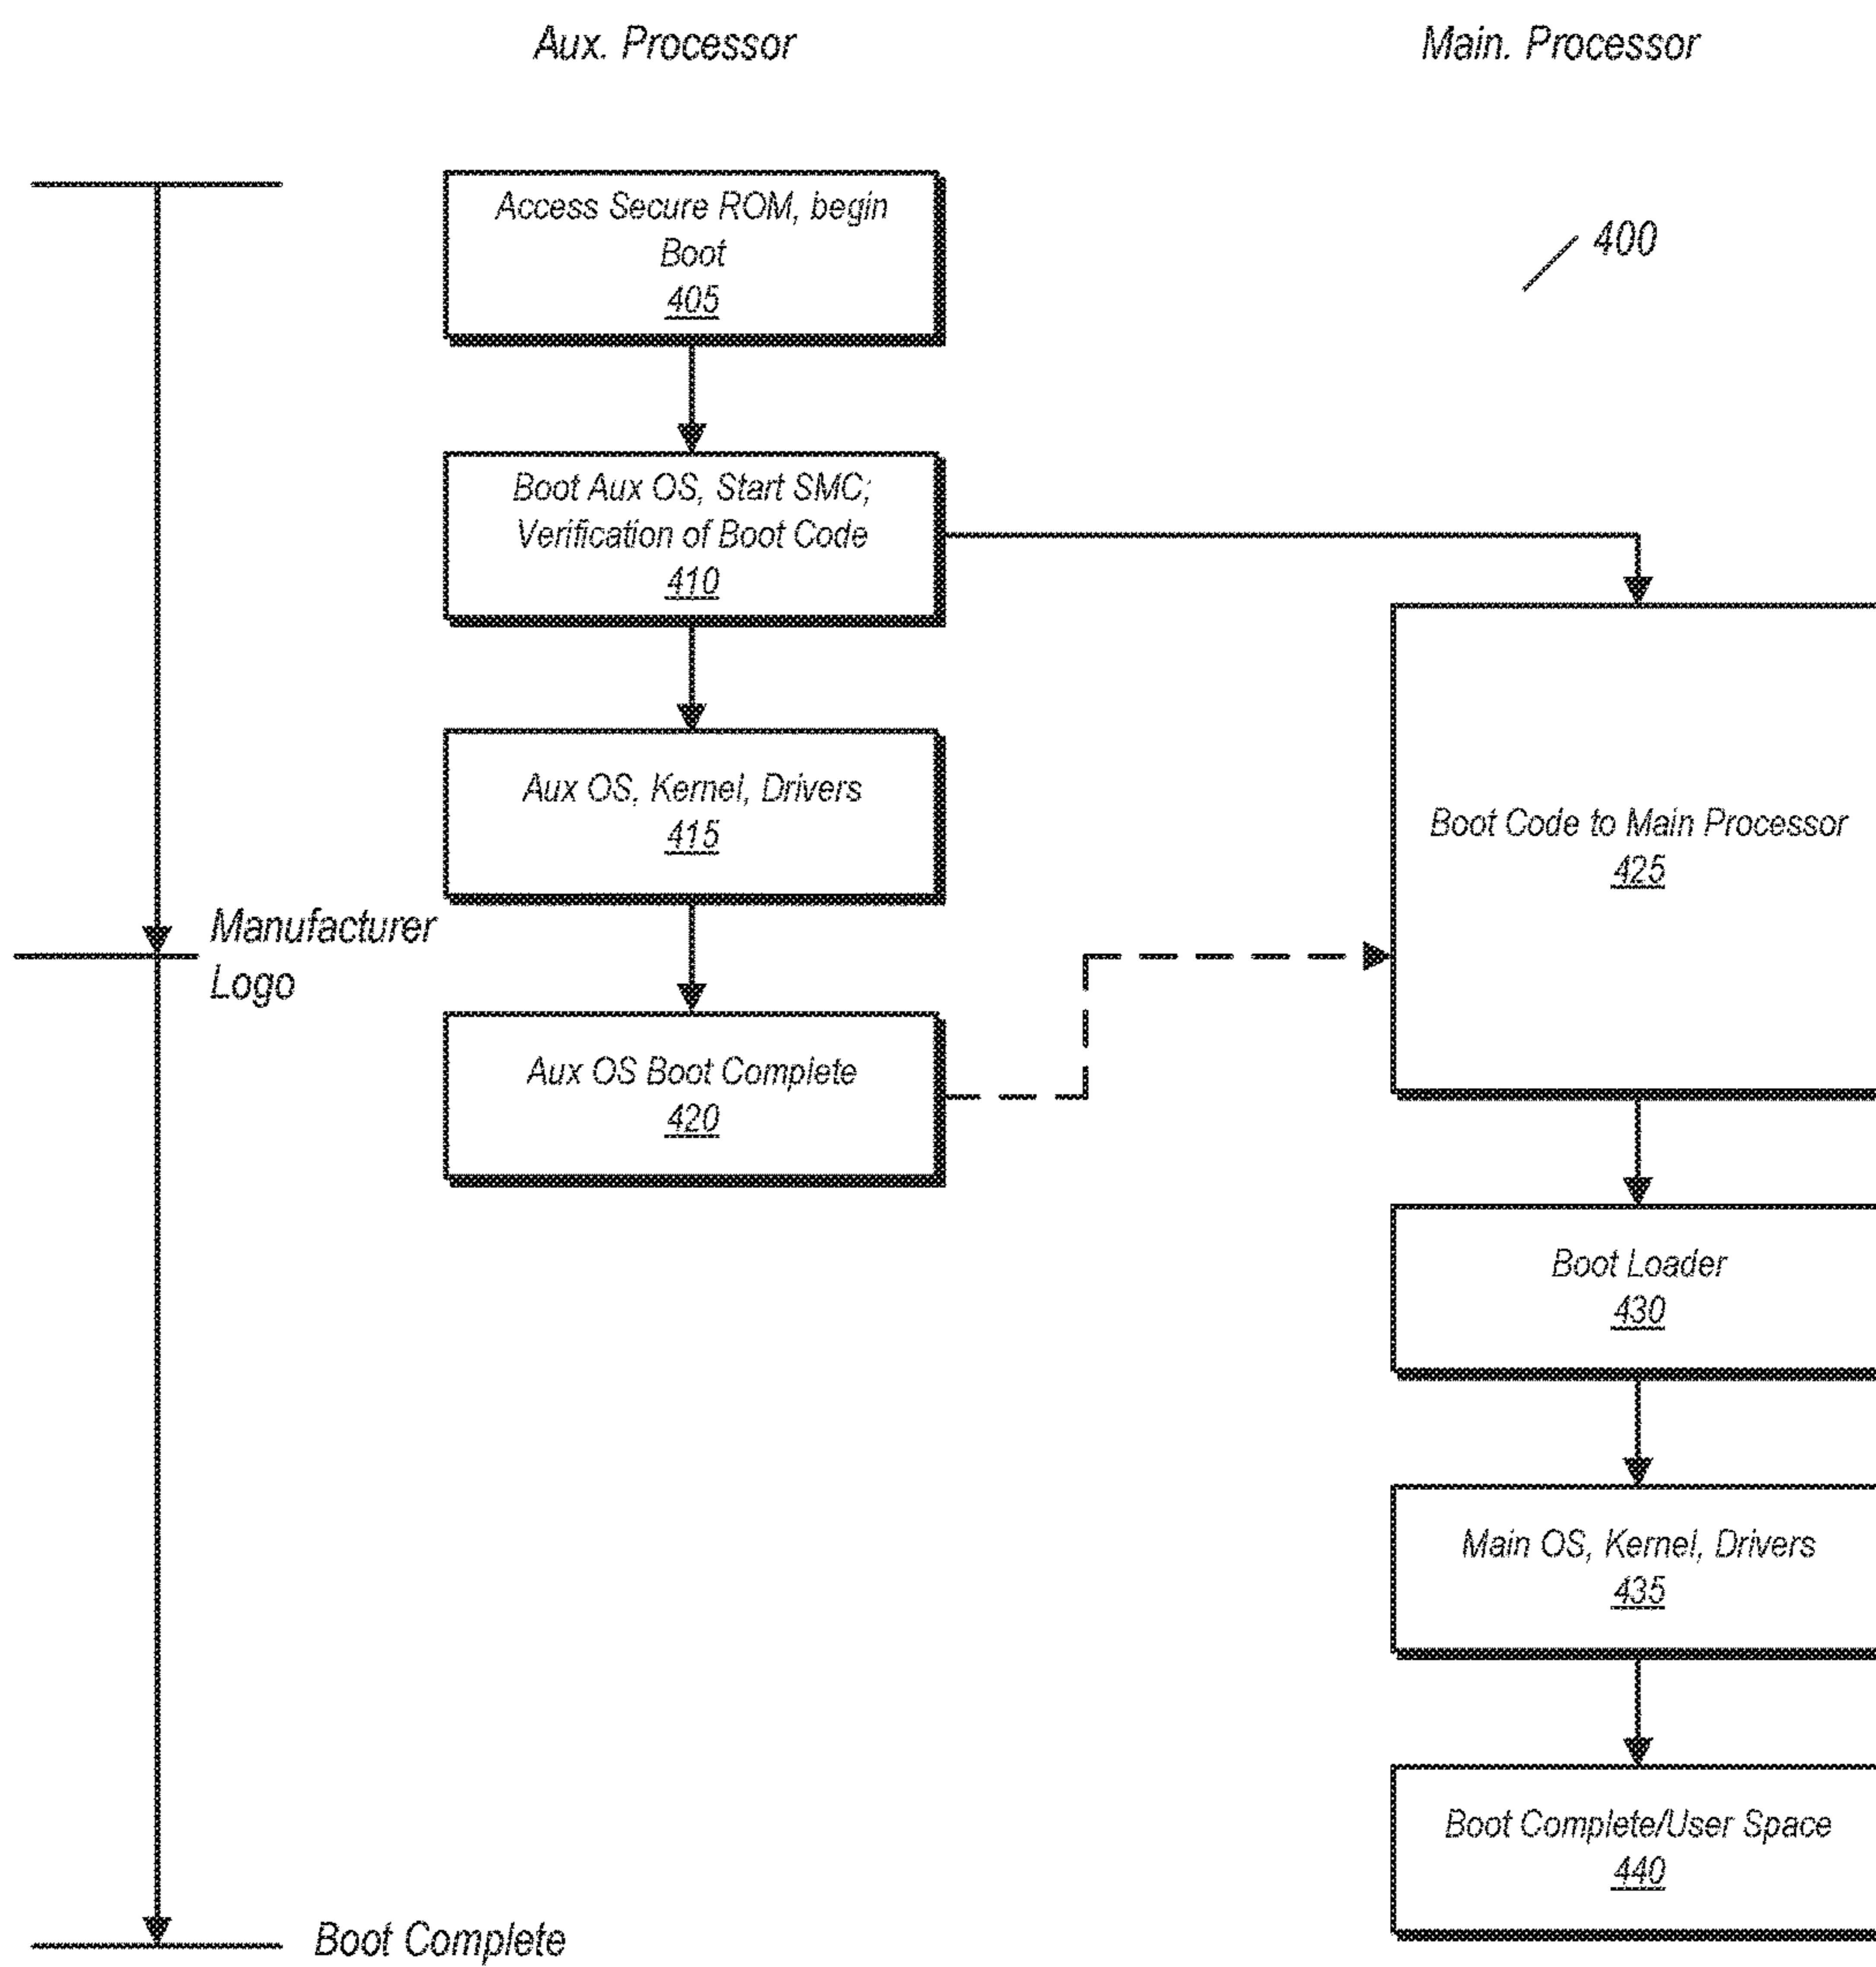 Aux. Processor
Main. Processor
400
Access Secure ROM, begin
Boot
405
Boot Aux OS, Start SMC;
Verification of Boot Code
410
Aux OS, Kernel, Drivers
415
Boot Code to Main Processor
425
Manufacturer
Logo
Aux OS Boot Complete
420
Boot Loader
430
Main OS, Kernel, Drivers
435
Boot Complete/User Space
440
Boot Complete